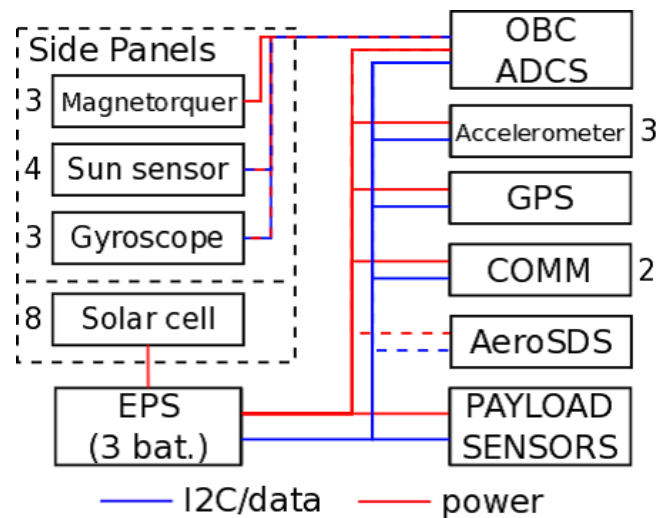 Side Panels
3 Magnetorquer
4 Sun sensor
3 Gyroscope
8 Solar cell
EPS
(3 bat.)
OBC
ADCS
Accelerometer 3
GPS
COMM 2
AeroSDS
PAYLOAD
SENSORS
I2C/data
power